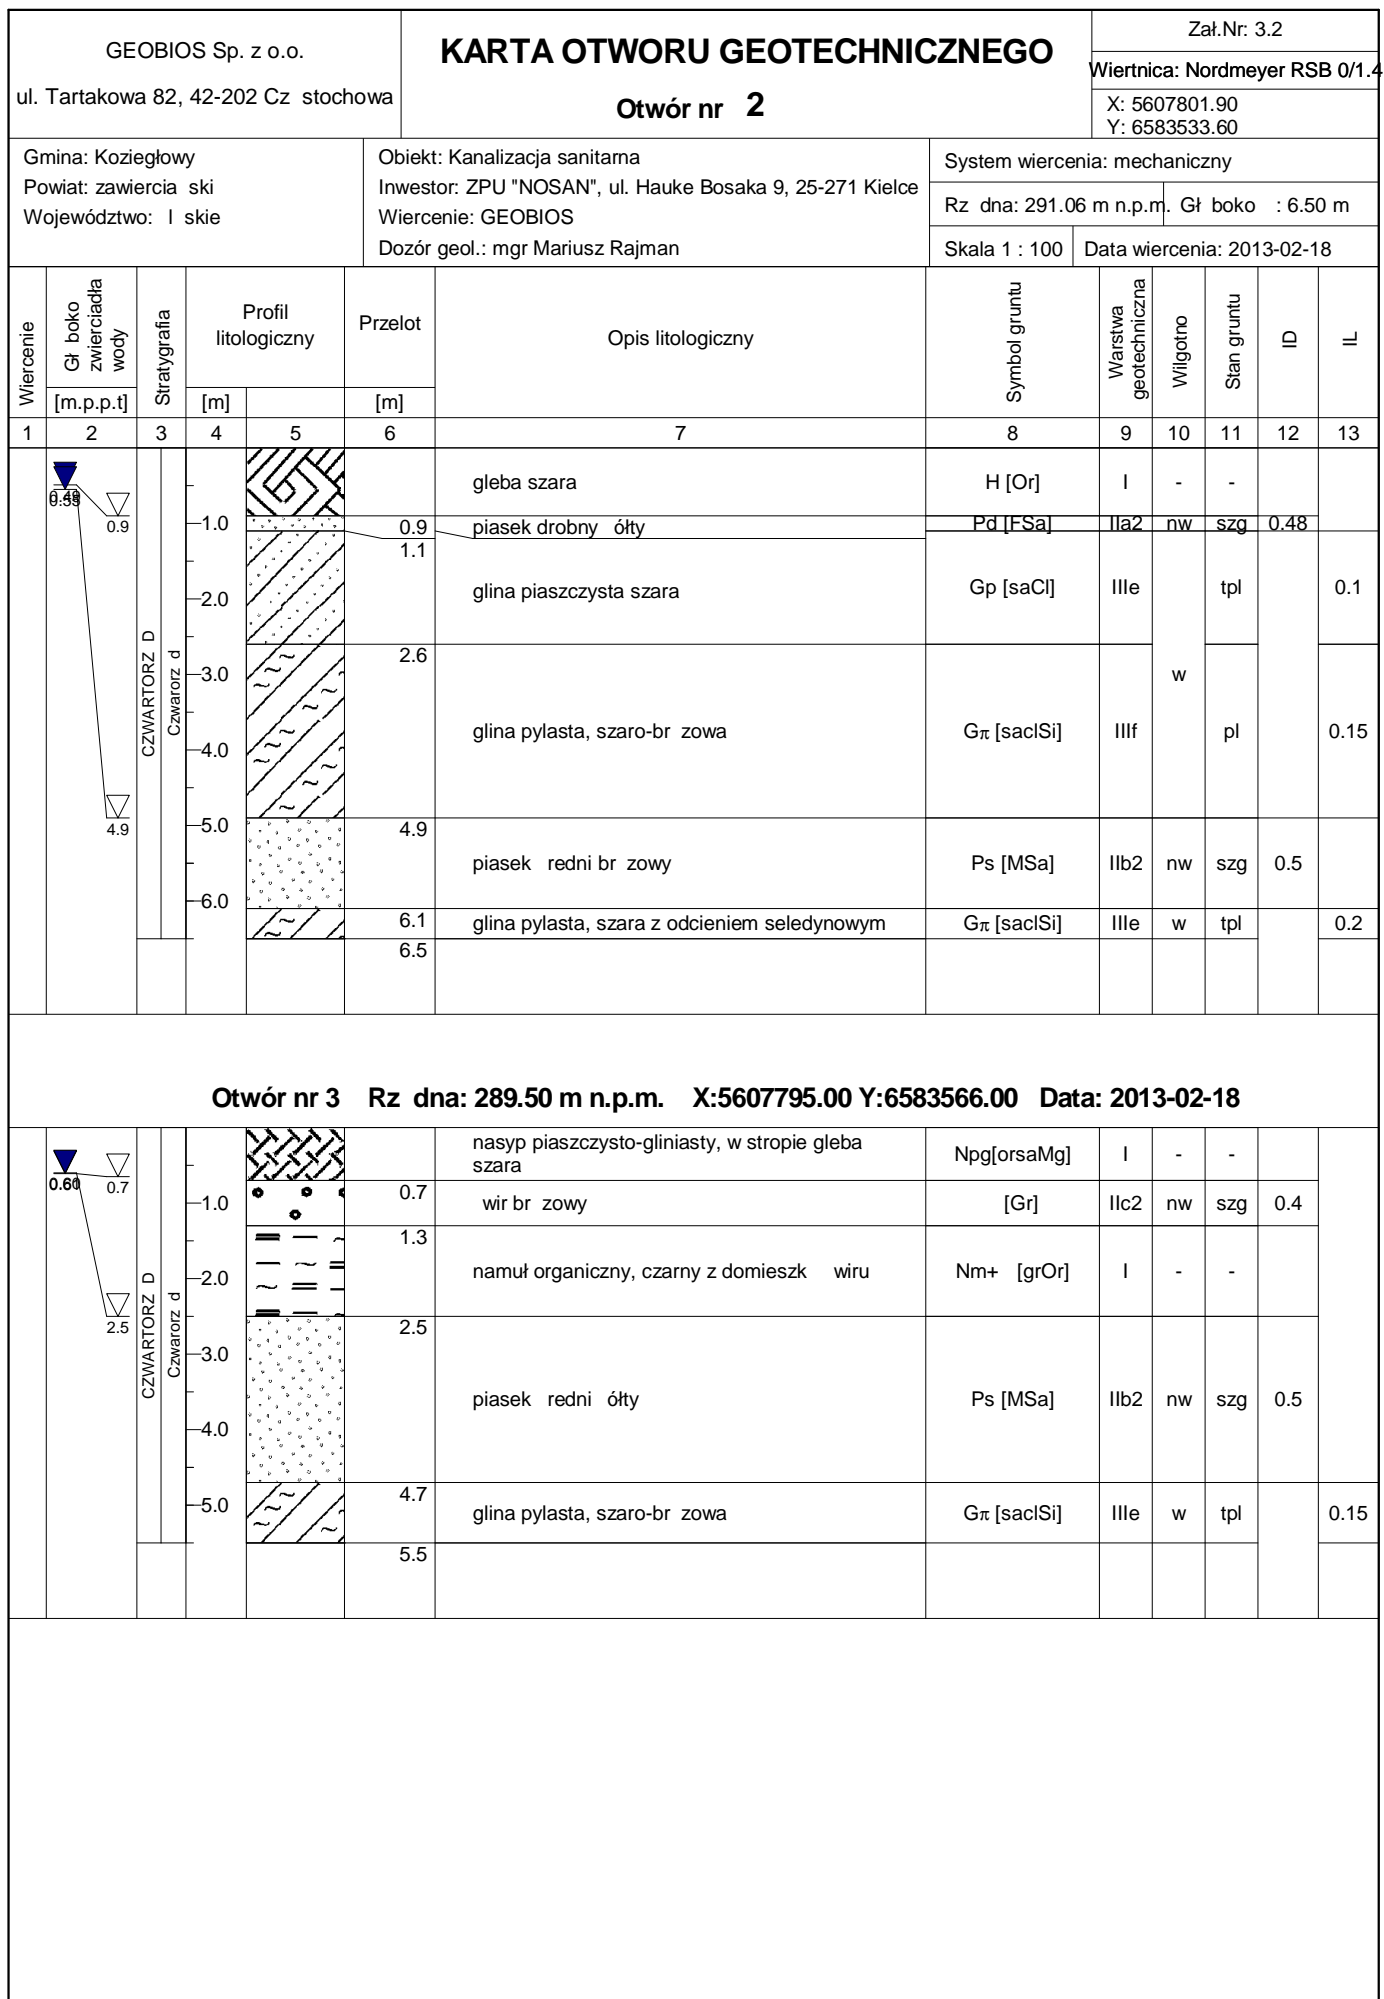 GEOBIOS Sp. z o.o.
ul. Tartakowa 82, 42-202 Cz stochowa
KARTA OTWORU GEOTECHNICZNEGO
Otwór nr 2
Zał.Nr: 3.2
Wiertnica: Nordmeyer RSB 0/1.4
X: 5607801.90
Y: 6583533.60
Gmina: Koziegłowy
Powiat: zawiercia ski
Województwo: l skie
Obiekt: Kanalizacja sanitarna
Inwestor: ZPU "NOSAN", ul. Hauke Bosaka 9, 25-271 Kielce
Wiercenie: GEOBIOS
Dozór geol.: mgr Mariusz Rajman
System wiercenia: mechaniczny
Rz dna: 291.06 m n.p.m. Gł boko : 6.50 m
Skala 1 : 100 Data wiercenia: 2013-02-18
Wiercenie
Gł boko
zwierciadła
wody
[m.p.p.t]
Stratygrafia
Profil
litologiczny
[m]
Przelot
[m]
Opis litologiczny
Symbol gruntu
Warstwa
geotechniczna
Wilgotno
Stan gruntu
ID
IL
1 2 3 4 5 6 7 8 9 10 11 12 13
gleba szara H [Or] I - -
0.9 1.0 0.9 piasek drobny ółty Pd [FSa] IIa2 nw szg 0.48
1.1
glina piaszczysta szara Gp [saCl] IIIe tpl 0.1
2.0
2.6
3.0 w
CZWARTORZ D
Czwarorz d
glina pylasta, szaro-br zowa Gπ [saclSi] IIIf pl 0.15
4.0
4.9 5.0 4.9
piasek redni br zowy Ps [MSa] IIb2 nw szg 0.5
6.0
6.1 glina pylasta, szara z odcieniem seledynowym Gπ [saclSi] IIIe w tpl 0.2
6.5
Otwór nr 3 Rz dna: 289.50 m n.p.m. X:5607795.00 Y:6583566.00 Data: 2013-02-18
nasyp piaszczysto-gliniasty, w stropie gleba
szara
Npg[orsaMg] I - -
0.7 1.0 0.7 wir br zowy [Gr] IIc2 nw szg 0.4
1.3
namuł organiczny, czarny z domieszk wiru Nm+ [grOr] I - -
2.0
2.5 2.5
CZWARTORZ D
Czwarorz d
3.0
piasek redni ółty Ps [MSa] IIb2 nw szg 0.5
4.0
4.7
5.0 glina pylasta, szaro-br zowa Gπ [saclSi] IIIe w tpl 0.15
5.5